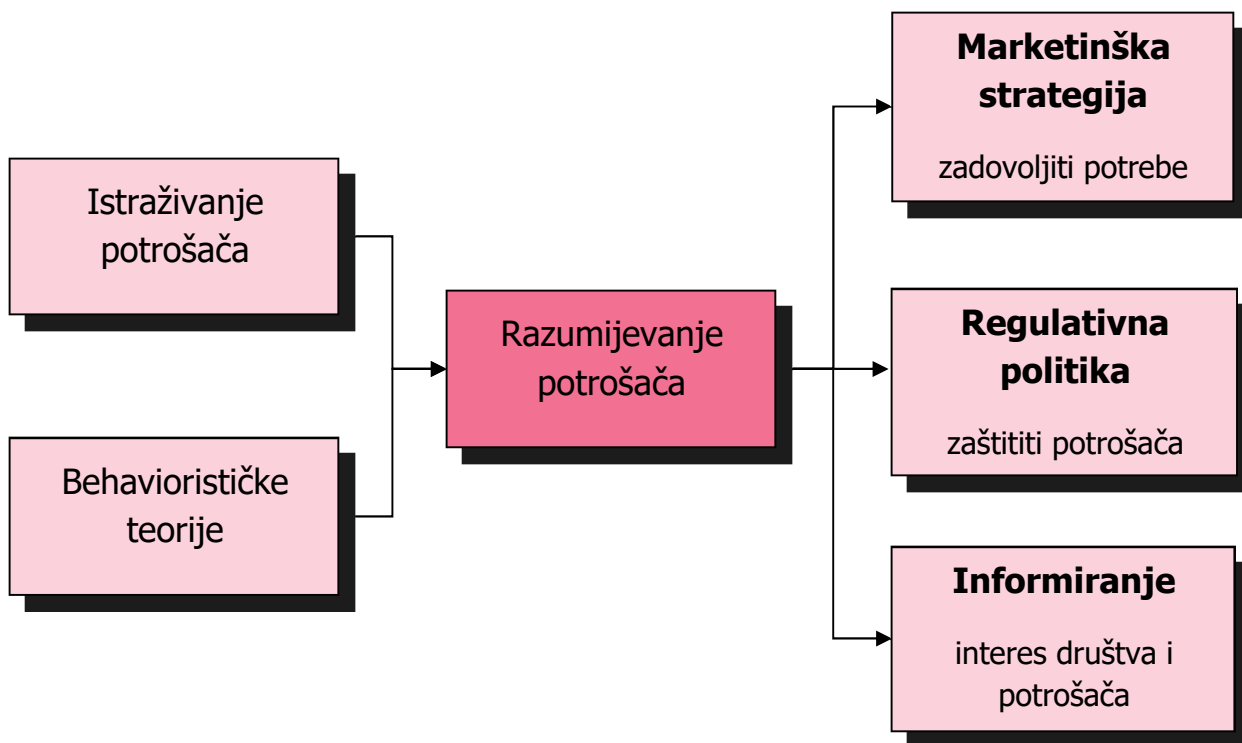 Istraživanje
potrošača
Behaviorističke
teorije
Razumijevanje
potrošača
Marketinška
strategija
zadovoljiti potrebe
Regulativna
politika
zaštititi potrošača
Informiranje
interes društva i
potrošača